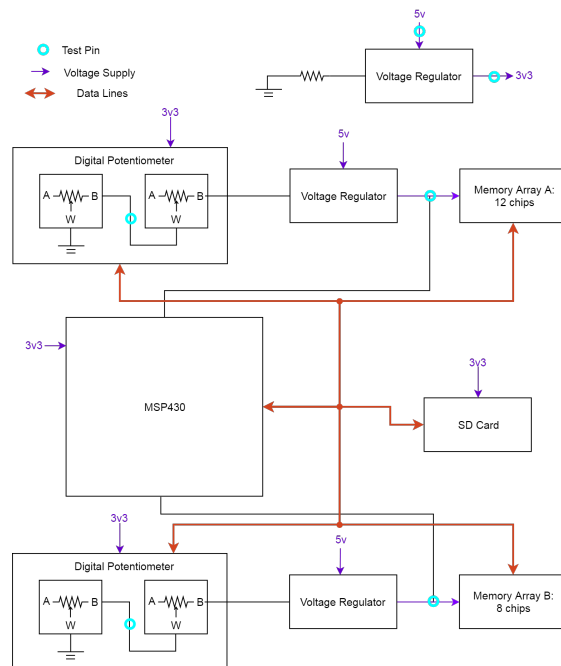 5v
Test Pin
Voltage Supply
Data Lines
Voltage Regulator
3v3
3v3
Digital Potentiometer
5v
A
B
W
A
B
W
Voltage Regulator
Memory Array A:
12 chips
3v3
MSP430
3v3
SD Card
3v3
Digital Potentiometer
5v
A
B
W
A
B
W
Voltage Regulator
Memory Array B:
8 chips